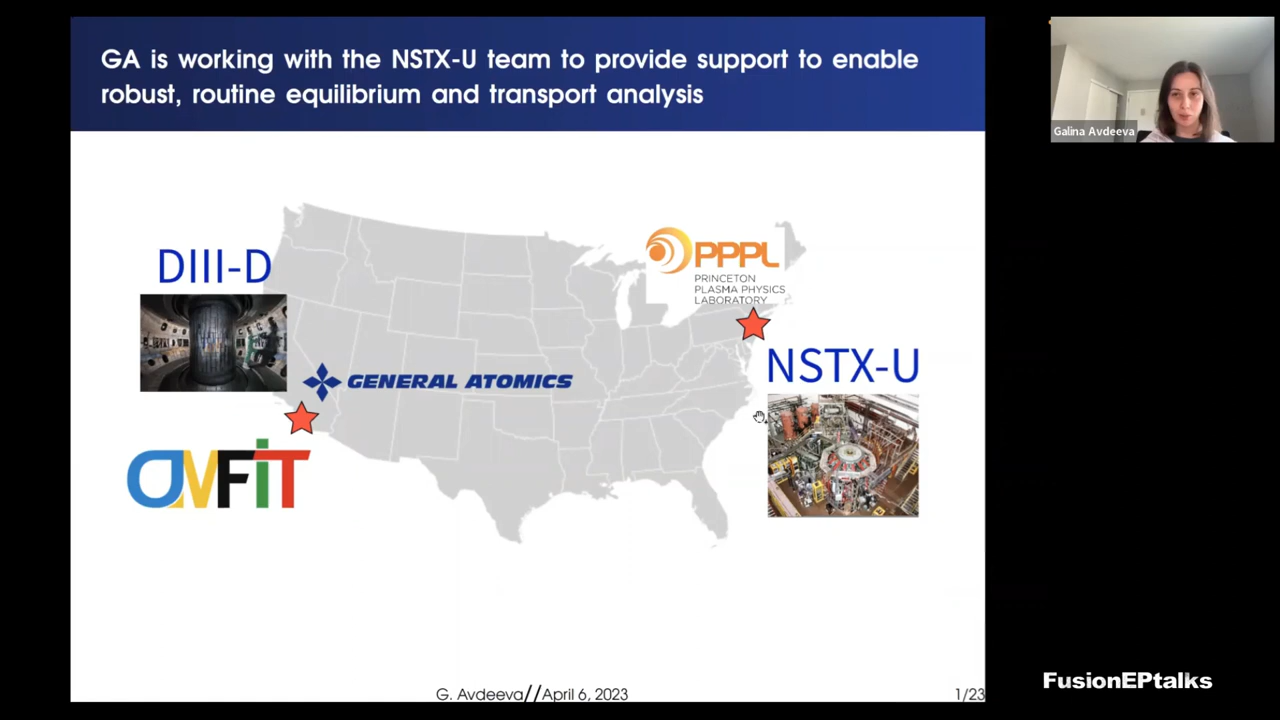 GA is working with the NSTX-U team to provide support to enable
robust, routine equilibrium and transport analysis
Galina Avdeeva
DIII-D
PPPL
PRINCETON
PLASMA PHYSICS
LABORATORY
NSTX-U
GENERAL ATOMICS
OMFIT
G. Avdeeva//April 6, 2023
1/23
FusionEPtalks